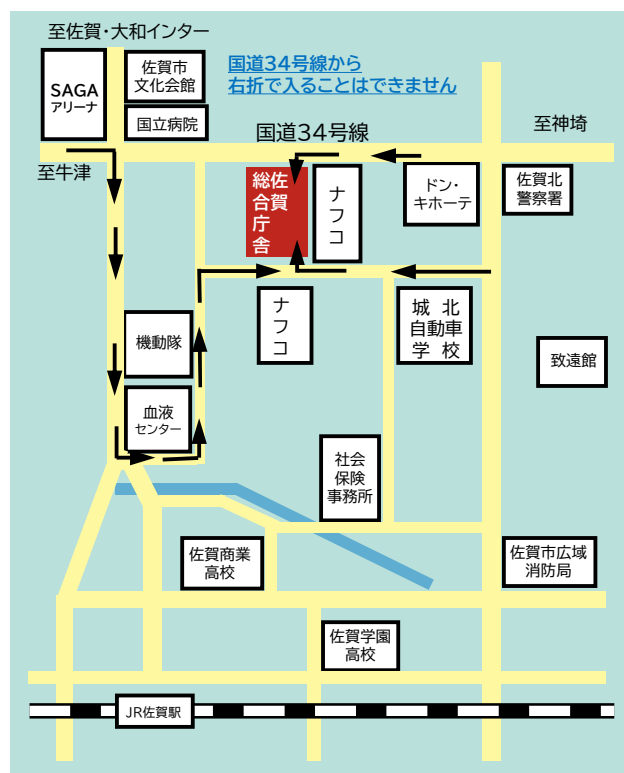 至佐賀・大和インター
SAGA
アリーナ
佐賀市
文化会館
国立病院
国道34号線から
右折で入ることはできません
国道34号線
至神埼
至牛津
佐賀
総合庁舎
ナフコ
ドン・
キホーテ
佐賀北
警察署
ナフコ
城北
自動車
学校
機動隊
致遠館
血液
センター
社会
保険
事務所
佐賀商業
高校
佐賀市広域
消防局
佐賀学園
高校
JR佐賀駅